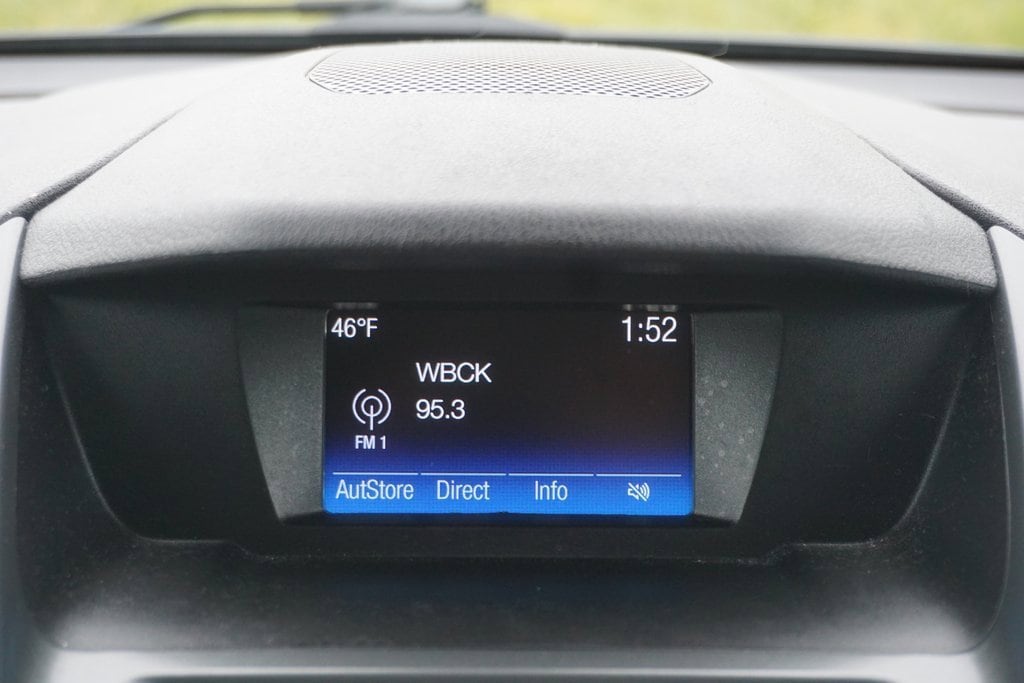 46°F 1:52
WBCK
95.3
FM 1
AutStore Direct Info